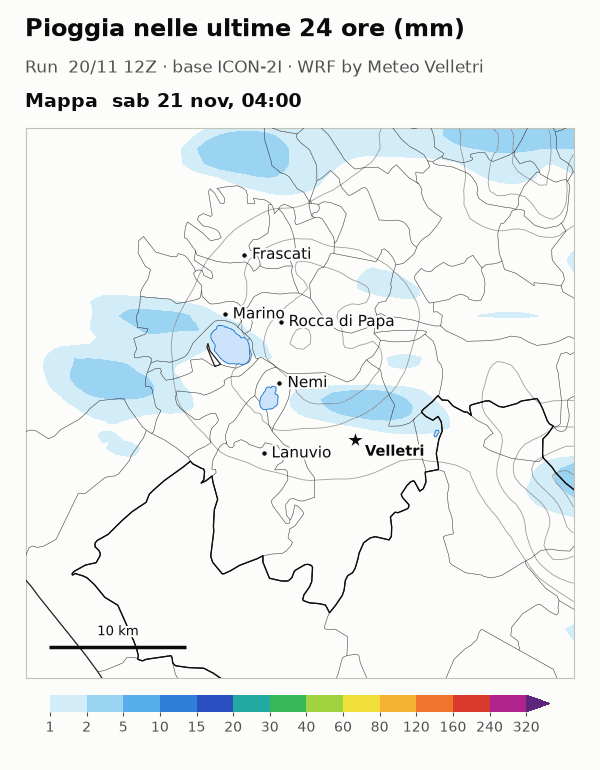 Pioggia nelle ultime 24 ore (mm)
Run  20/11 12Z · base ICON-2I · WRF by Meteo Velletri
Mappa  sab 21 nov, 04:00
Frascati
Marino
Rocca di Papa
Nemi
Velletri
Lanuvio
10 km
1 2 5 10 15 20 30 40 60 80 120 160 240 320